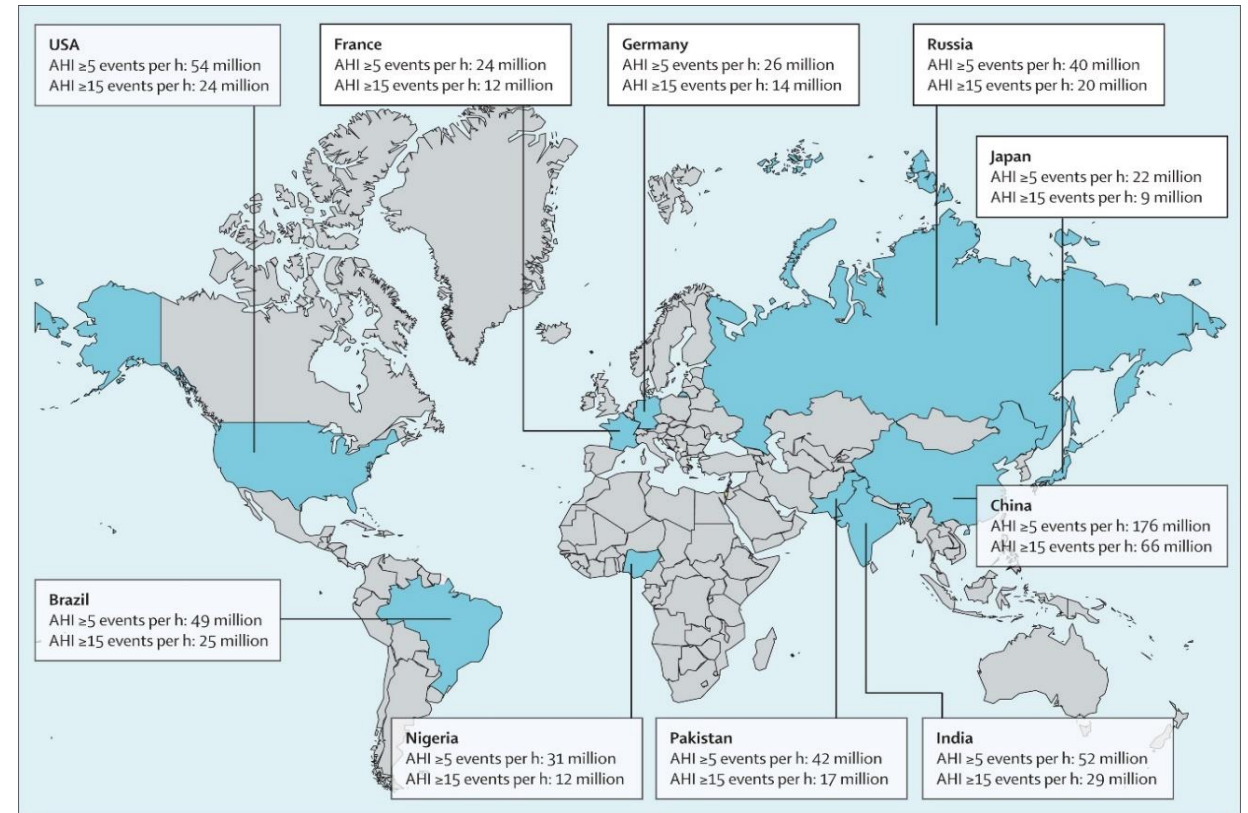 USA
AHI ≥5 events per h: 54 million
AHI ≥15 events per h: 24 million
France
AHI ≥5 events per h: 24 million
AHI ≥15 events per h: 12 million
Germany
AHI ≥5 events per h: 26 million
AHI ≥15 events per h: 14 million
Russia
AHI ≥5 events per h: 40 million
AHI ≥15 events per h: 20 million
Japan
AHI ≥5 events per h: 22 million
AHI ≥15 events per h: 9 million
China
AHI ≥5 events per h: 176 million
AHI ≥15 events per h: 66 million
Brazil
AHI ≥5 events per h: 49 million
AHI ≥15 events per h: 25 million
Nigeria
AHI ≥5 events per h: 31 million
AHI ≥15 events per h: 12 million
Pakistan
AHI ≥5 events per h: 42 million
AHI ≥15 events per h: 17 million
India
AHI ≥5 events per h: 52 million
AHI ≥15 events per h: 29 million